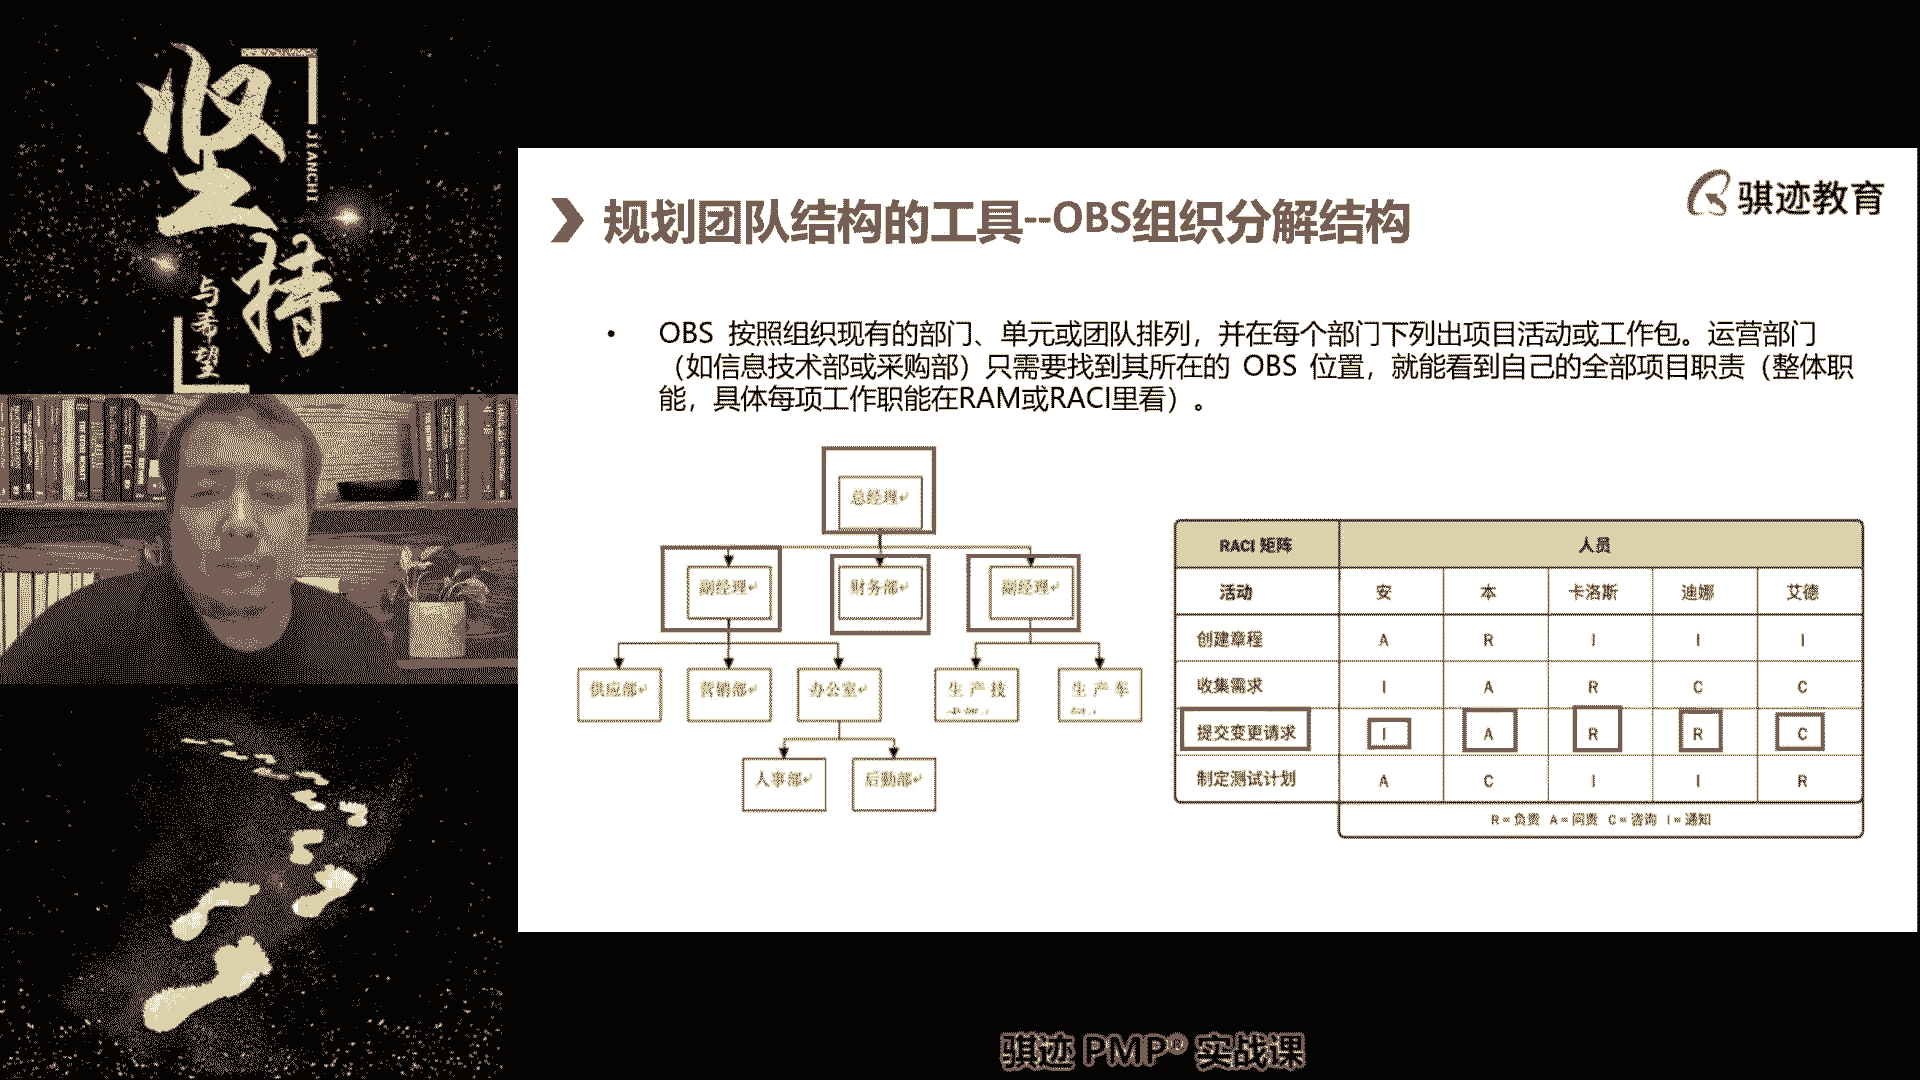 坚持
JIANCHI
与希望
骐迹教育
规划团队结构的工具--OBS组织分解结构
• OBS 按照组织现有的部门、单元或团队排列，并在每个部门下列出项目活动或工作包。运营部门
（如信息技术部或采购部）只需要找到其所在的 OBS 位置，就能看到自己的全部项目职责（整体职
能，具体每项工作职能在RAM或RACI里看）。
总经理
副经理 财务部 副经理
供应部 营销部 办公室 生产技 生产车
人事部 后勤部
RACI 矩阵 人员
活动 安 本 卡洛斯 迪娜 艾德
创建章程 A R I I I
收集需求 I A R C C
提交变更请求 I A R R C
制定测试计划 A C I I R
R = 负责 A = 问责 C = 咨询 I = 通知
骐迹 PMP® 实战课